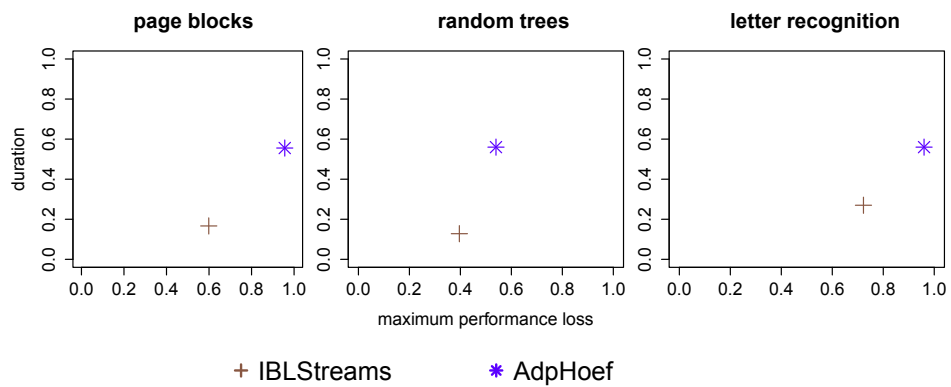 page blocks
random trees
letter recognition
duration
1.0
0.8
0.6
0.4
0.2
0.0
1.0
0.8
0.6
0.4
0.2
0.0
1.0
0.8
0.6
0.4
0.2
0.0
0.0 0.2 0.4 0.6 0.8 1.0
0.0 0.2 0.4 0.6 0.8 1.0
0.0 0.2 0.4 0.6 0.8 1.0
maximum performance loss
IBLStreams
AdpHoef